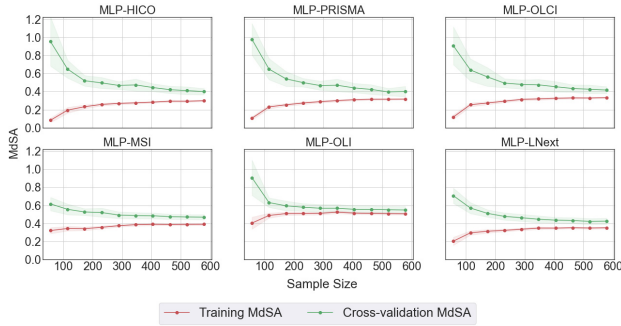 MLP-HICO MLP-PRISMA MLP-OLCI
1.2
1.0
0.8
0.6
0.4
0.2
0.0
MdSA
MLP-MSI MLP-OLI MLP-LNext
1.2
1.0
0.8
0.6
0.4
0.2
0.0
100 200 300 400 500 600 100 200 300 400 500 600 100 200 300 400 500 600
Sample Size
Training MdSA Cross-validation MdSA